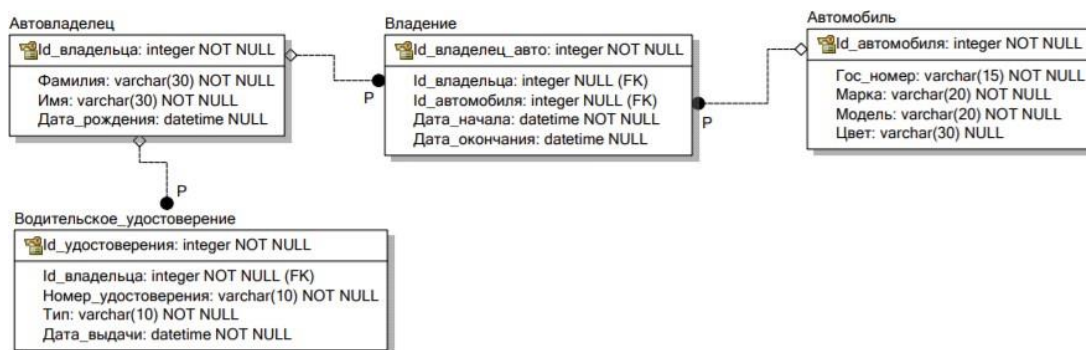 Автовладелец
Id_владельца: integer NOT NULL
Фамилия: varchar(30) NOT NULL
Имя: varchar(30) NOT NULL
Дата_рождения: datetime NULL
P
Владение
Id_владелец_авто: integer NOT NULL
Id_владельца: integer NULL (FK)
Id_автомобиля: integer NULL (FK)
Дата_начала: datetime NOT NULL
Дата_окончания: datetime NULL
P
Автомобиль
Id_автомобиля: integer NOT NULL
Гос_номер: varchar(15) NOT NULL
Марка: varchar(20) NOT NULL
Модель: varchar(20) NOT NULL
Цвет: varchar(30) NULL
P
Водительское_удостоверение
Id_удостоверения: integer NOT NULL
Id_владельца: integer NOT NULL (FK)
Номер_удостоверения: varchar(10) NOT NULL
Тип: varchar(10) NOT NULL
Дата_выдачи: datetime NOT NULL